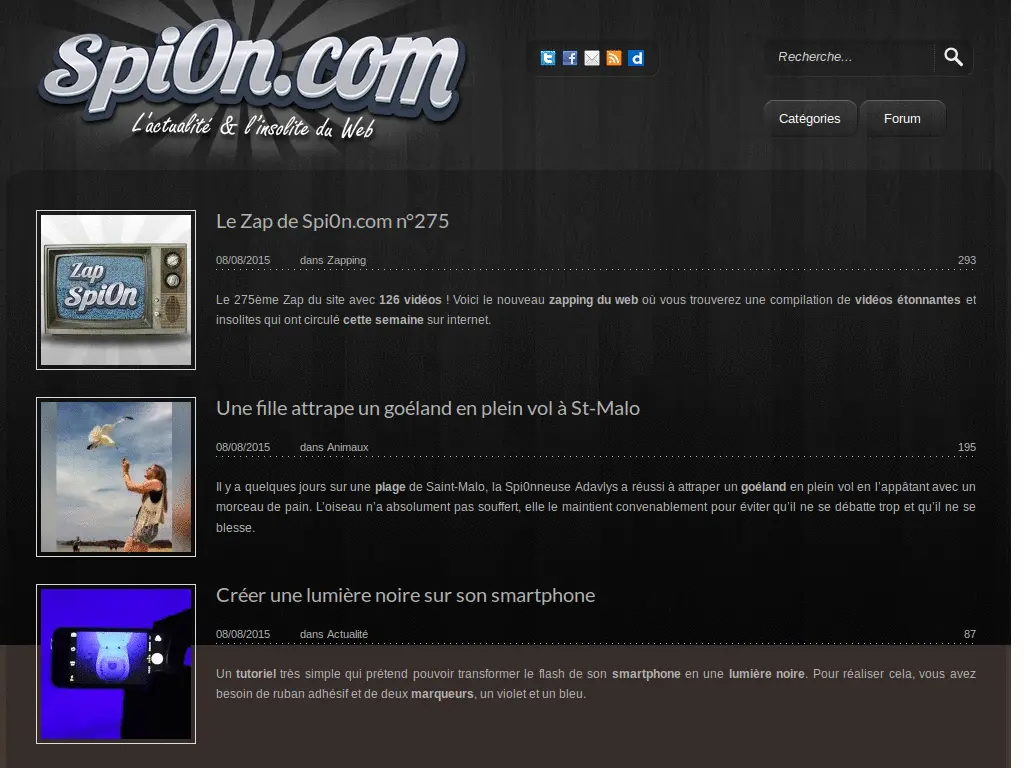 Spi0n.com
L'actualité & l'insolite du Web
Recherche...
Catégories
Forum
Le Zap de Spi0n.com n°275
08/08/2015 dans Zapping 293
Zap
Spi0n
Le 275ème Zap du site avec 126 vidéos ! Voici le nouveau zapping du web où vous trouverez une compilation de vidéos étonnantes et
insolites qui ont circulé cette semaine sur internet.
Une fille attrape un goéland en plein vol à St-Malo
08/08/2015 dans Animaux 195
Il y a quelques jours sur une plage de Saint-Malo, la Spi0nneuse Adavlys a réussi à attraper un goéland en plein vol en l'appâtant avec un
morceau de pain. L'oiseau n'a absolument pas souffert, elle le maintient convenablement pour éviter qu'il ne se débatte trop et qu'il ne se
blesse.
Créer une lumière noire sur son smartphone
08/08/2015 dans Actualité 87
Un tutoriel très simple qui prétend pouvoir transformer le flash de son smartphone en une lumière noire. Pour réaliser cela, vous avez
besoin de ruban adhésif et de deux marqueurs, un violet et un bleu.